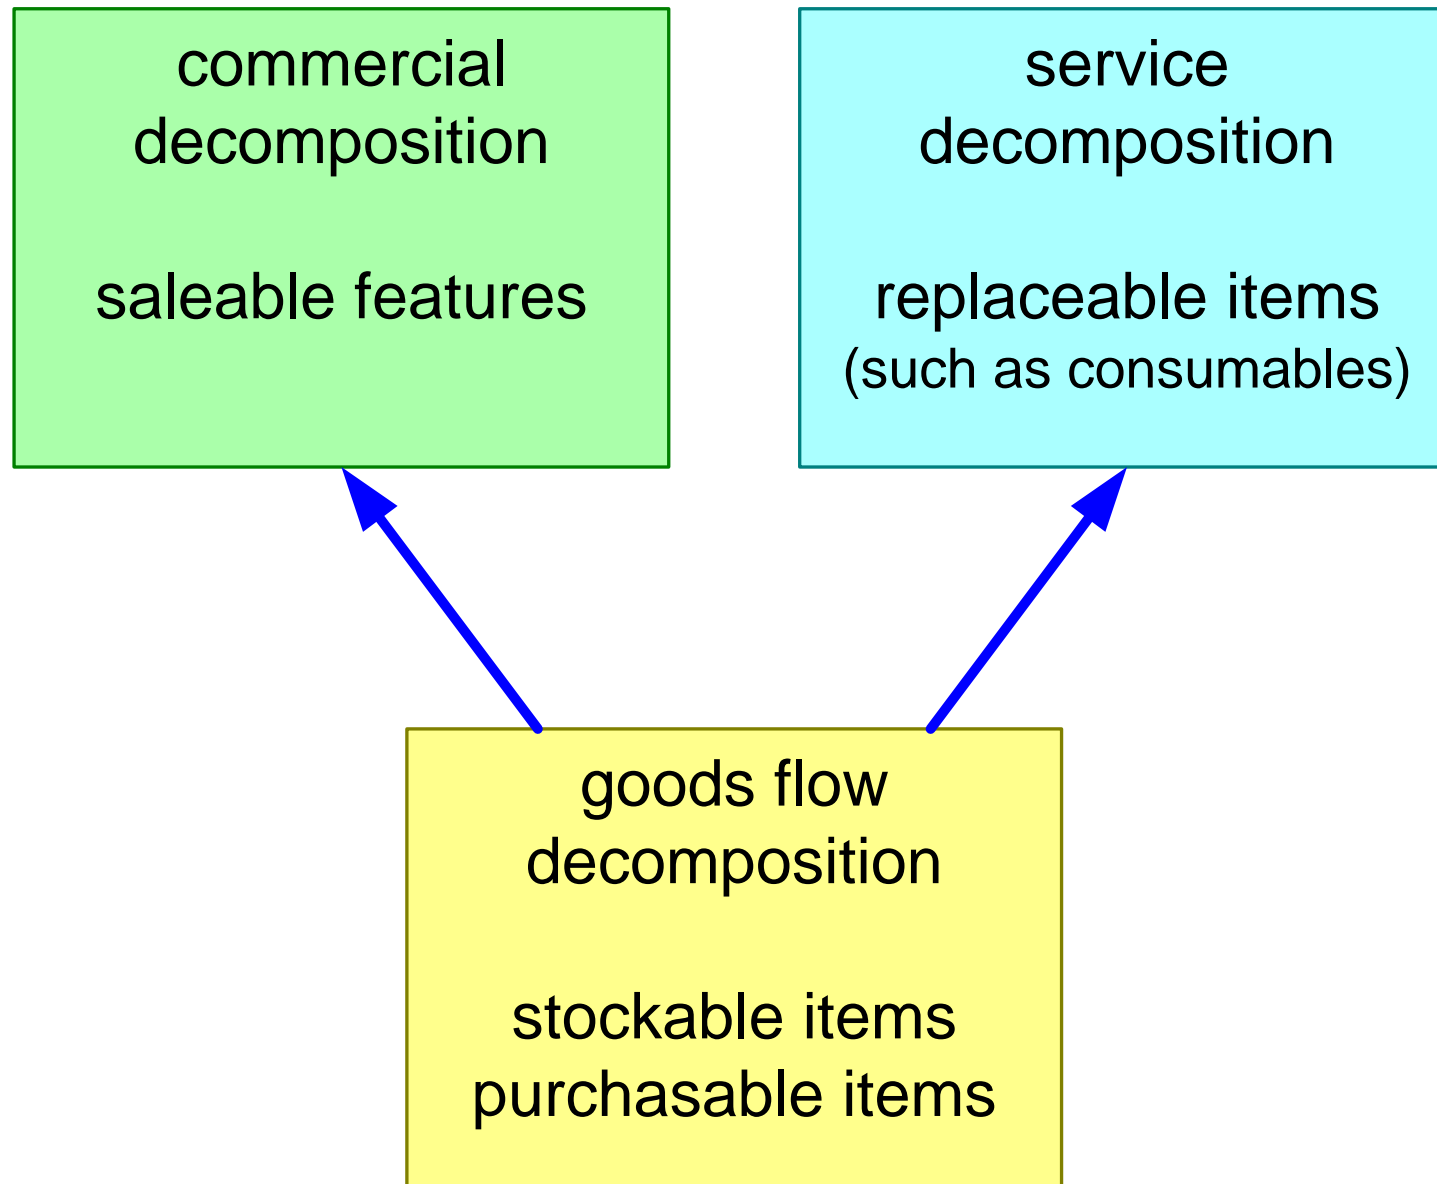 commercial
decomposition
saleable features
service
decomposition
replaceable items
(such as consumables)
goods flow
decomposition
stockable items
purchasable items